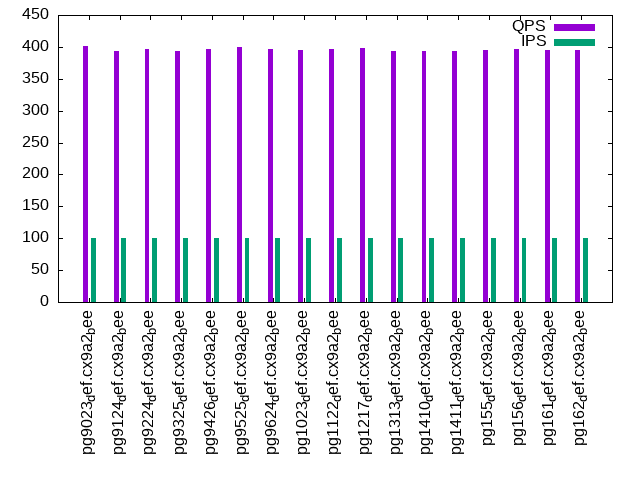 450
400
350
300
250
200
150
100
50
0
QPS
IPS
pg9023def.cx9a2bee
pg9124def.cx9a2bee
pg9224def.cx9a2bee
pg9325def.cx9a2bee
pg9426def.cx9a2bee
pg9525def.cx9a2bee
pg9624def.cx9a2bee
pg1023def.cx9a2bee
pg1122def.cx9a2bee
pg1217def.cx9a2bee
pg1313def.cx9a2bee
pg1410def.cx9a2bee
pg1411def.cx9a2bee
pg155def.cx9a2bee
pg156def.cx9a2bee
pg161def.cx9a2bee
pg162def.cx9a2bee